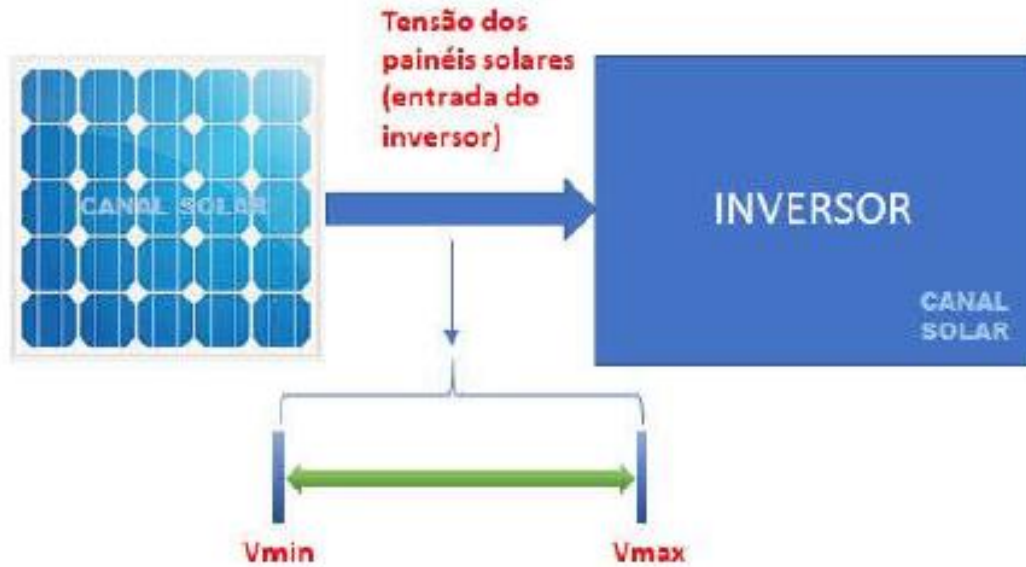 Tensão dos
painéis solares
(entrada do
inversor)
CANAL SOLAR
INVERSOR
CANAL
SOLAR
Vmin
Vmax